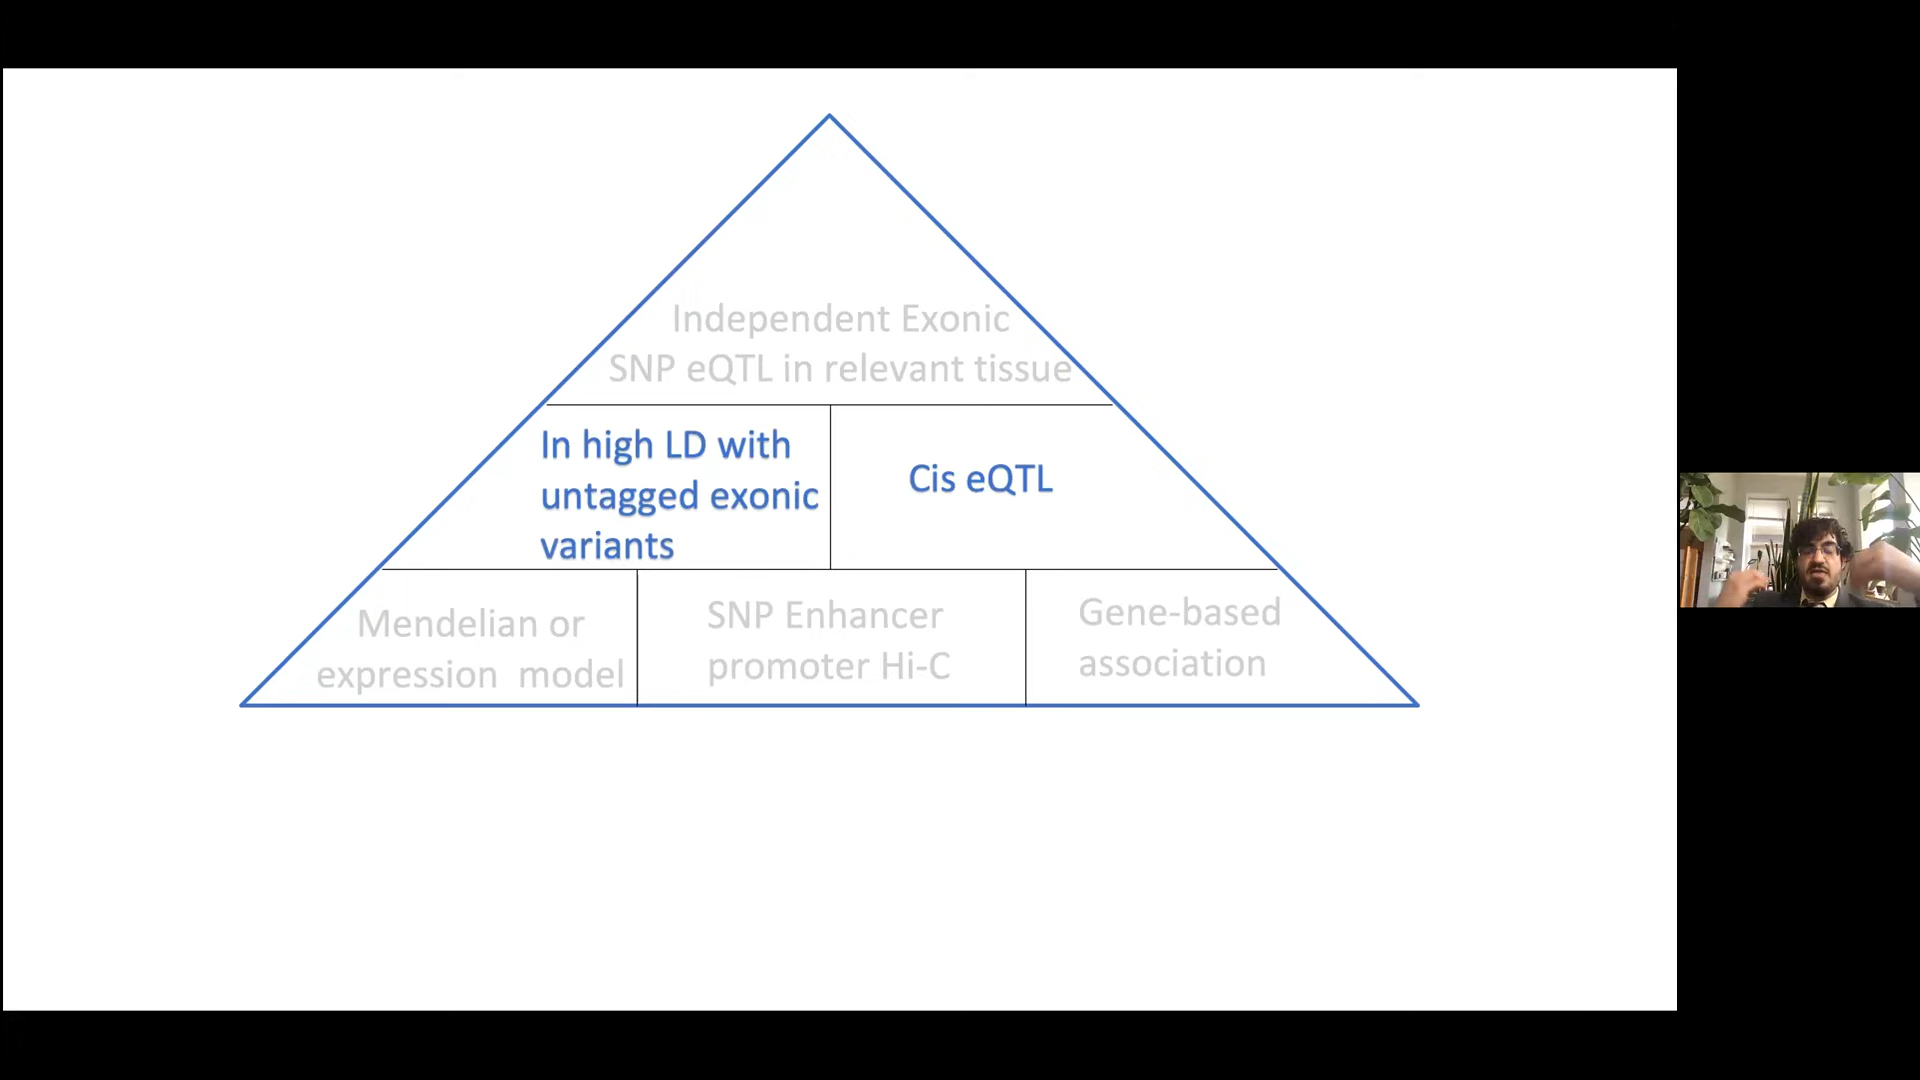 Independent Exonic
SNP eQTL in relevant tissue
In high LD with
untagged exonic
variants
Cis eQTL
Mendelian or
expression model
SNP Enhancer
promoter Hi-C
Gene-based
association